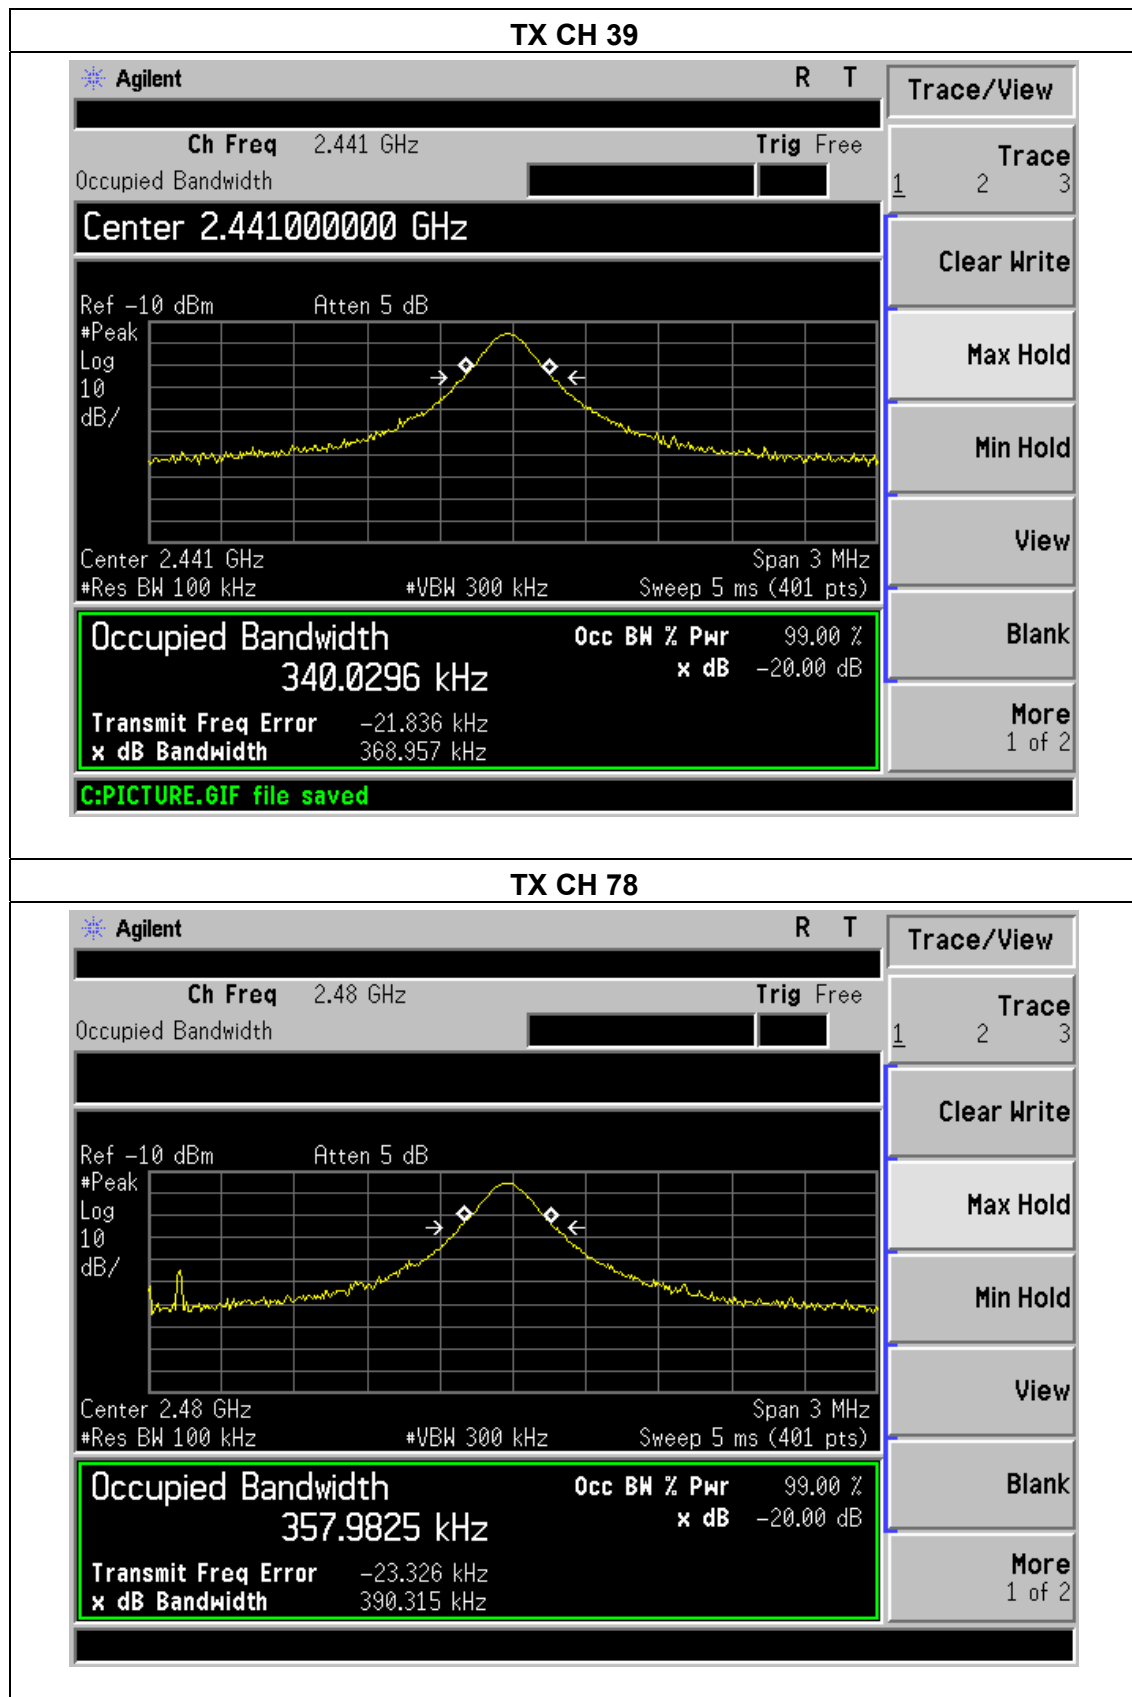 TX CH 39
Agilent R T
Trace/View
Ch Freq 2.441 GHz Trig Free
Occupied Bandwidth
Trace
1 2 3
Center 2.441000000 GHz
Clear Write
Ref -10 dBm Atten 5 dB
#Peak
Log
10
dB/
Max Hold
Min Hold
Center 2.441 GHz Span 3 MHz
#Res BW 100 kHz #VBW 300 kHz Sweep 5 ms (401 pts)
View
Occupied Bandwidth Occ BW % Pwr 99.00 %
340.0296 kHz x dB -20.00 dB
Blank
Transmit Freq Error -21.836 kHz
x dB Bandwidth 368.957 kHz
More
1 of 2
C:PICTURE.GIF file saved
TX CH 78
Agilent R T
Trace/View
Ch Freq 2.48 GHz Trig Free
Occupied Bandwidth
Trace
1 2 3
Clear Write
Ref -10 dBm Atten 5 dB
#Peak
Log
10
dB/
Max Hold
Min Hold
Center 2.48 GHz Span 3 MHz
#Res BW 100 kHz #VBW 300 kHz Sweep 5 ms (401 pts)
View
Occupied Bandwidth Occ BW % Pwr 99.00 %
357.9825 kHz x dB -20.00 dB
Blank
Transmit Freq Error -23.326 kHz
x dB Bandwidth 390.315 kHz
More
1 of 2